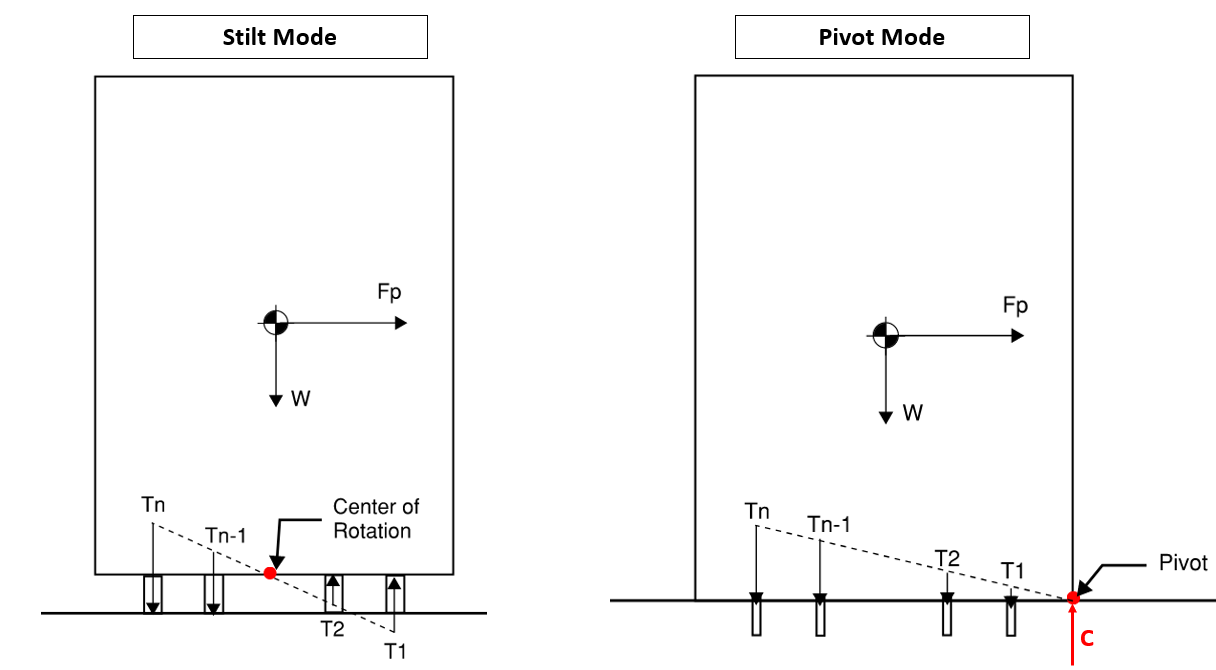 Stilt Mode
Fp
W
Tn
Tn-1
Center of
Rotation
T2
T1
Pivot Mode
Fp
W
Tn
Tn-1
T2
T1
Pivot
C